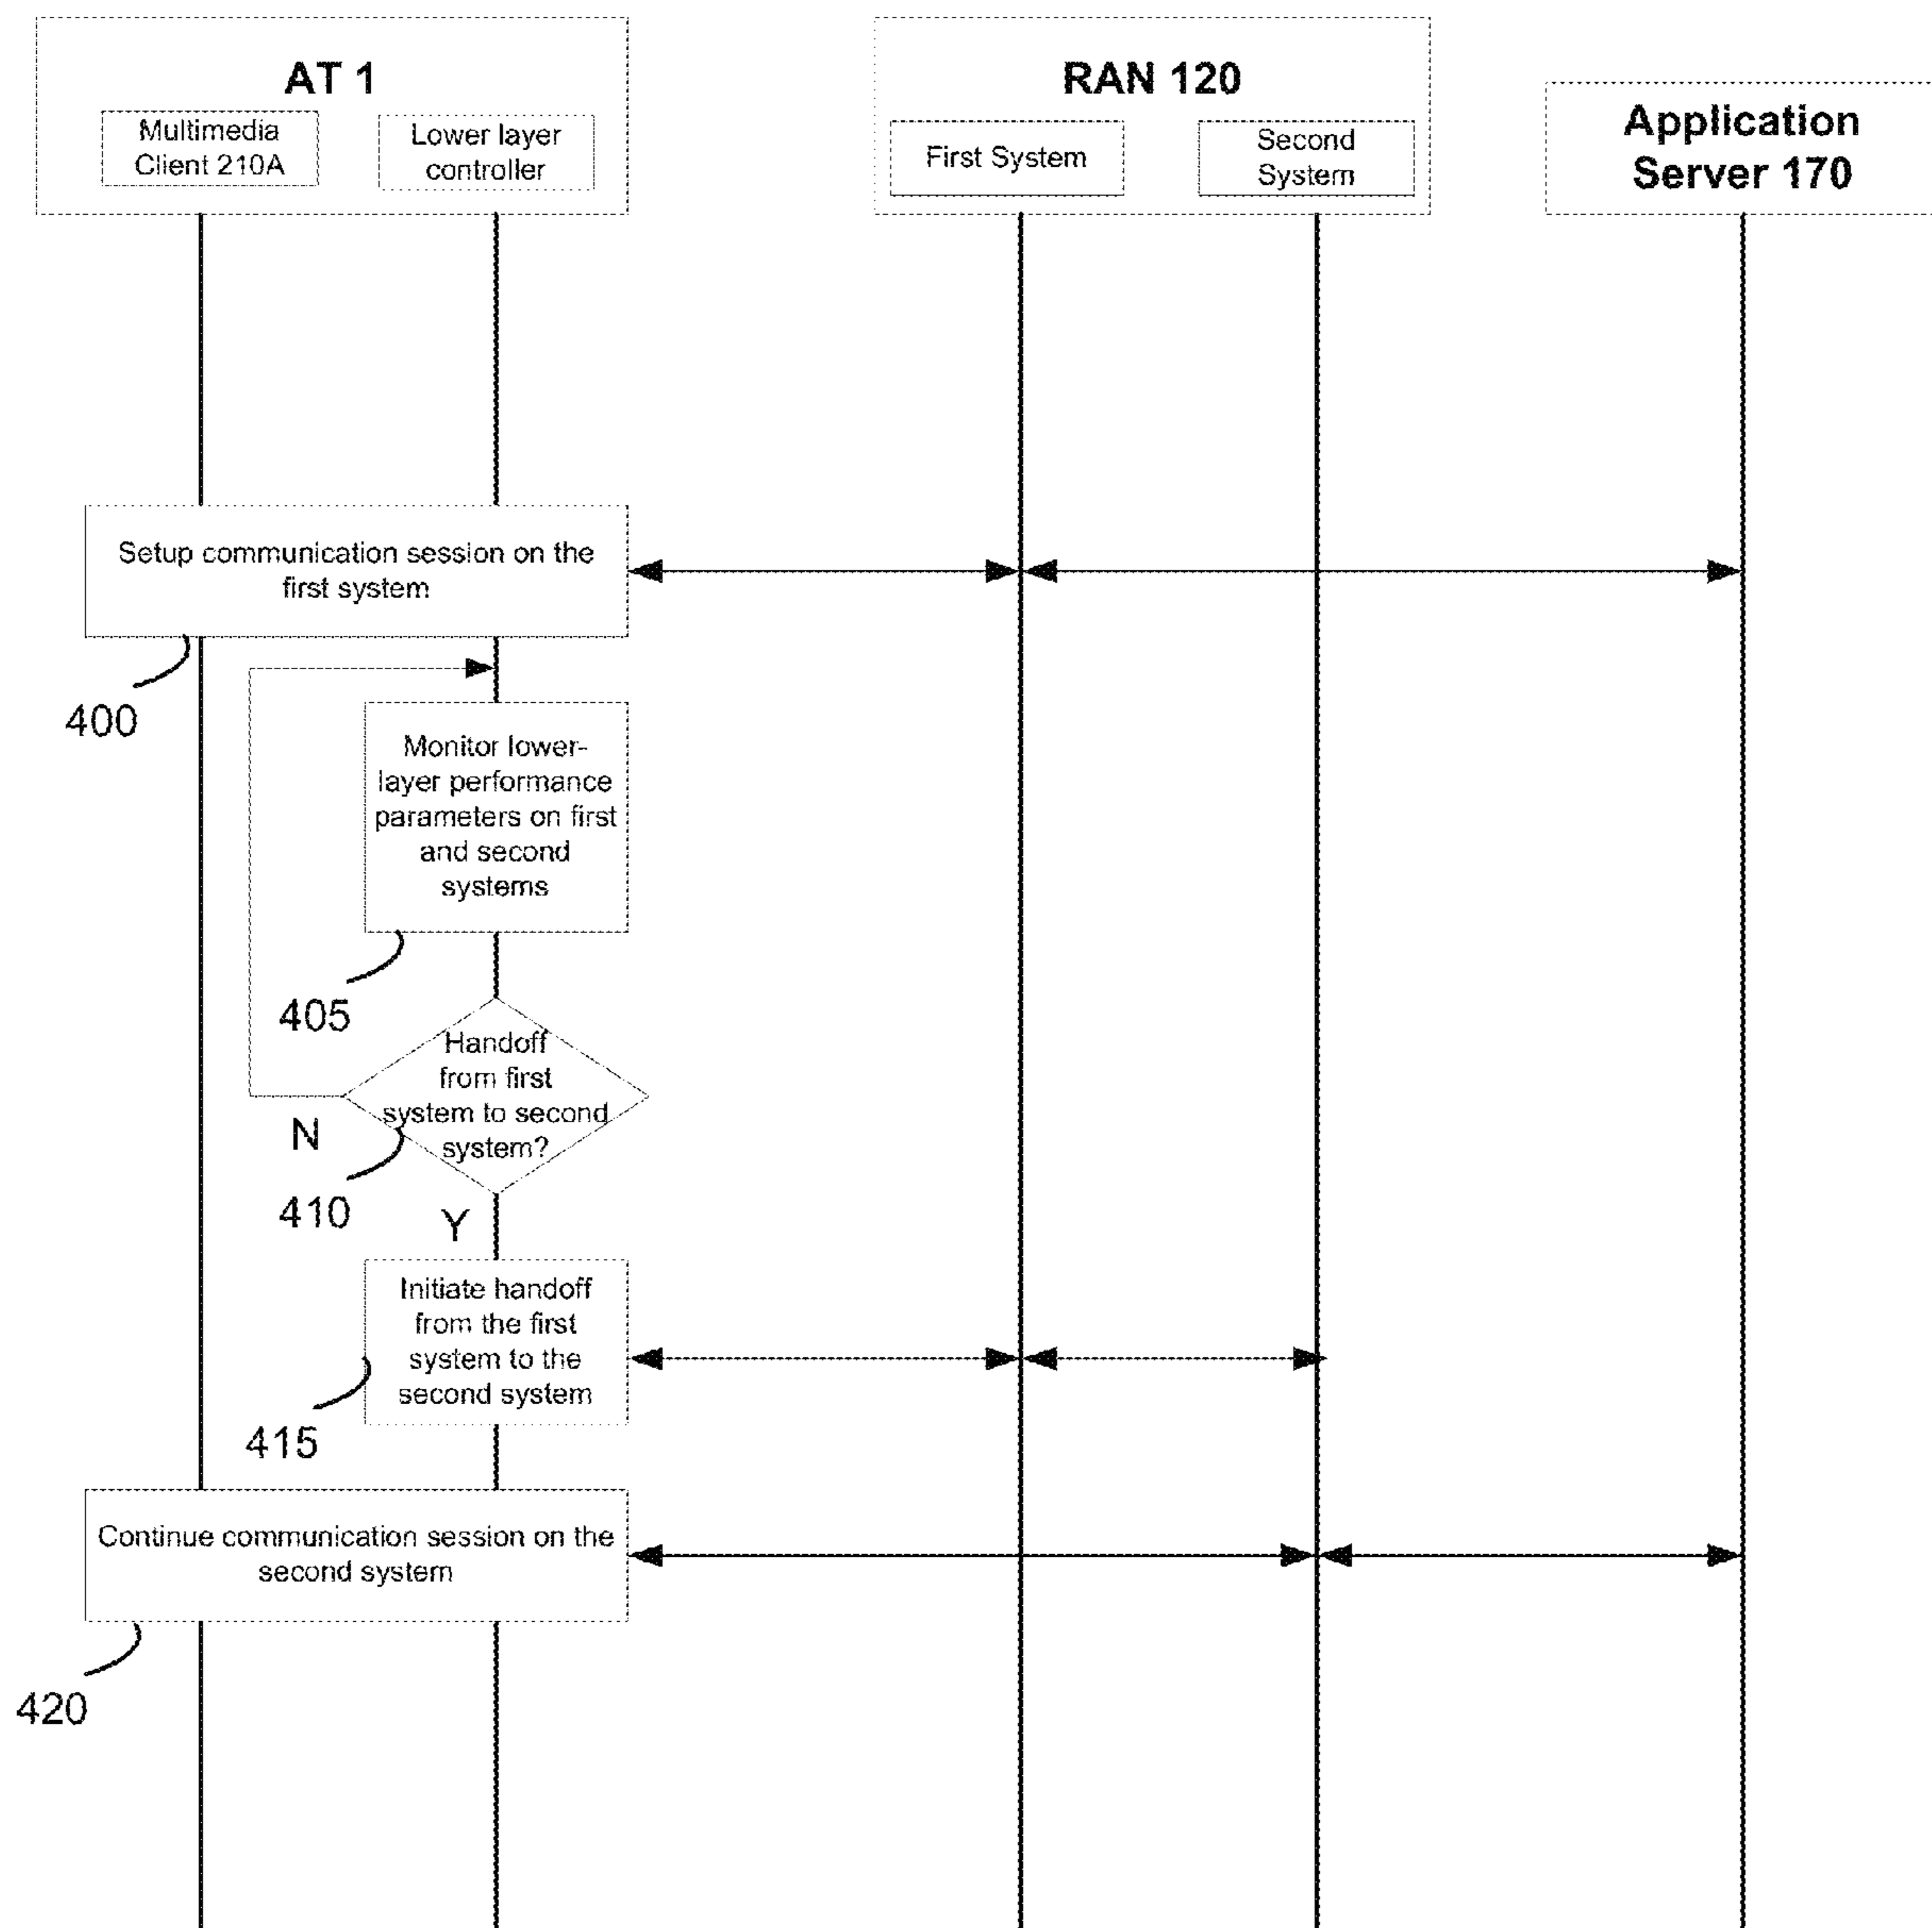 AT 1
Multimedia
Client 210A
Lower layer
controller
RAN 120
First System
Second
System
Application
Server 170
Setup communication session on the
first system
400
Monitor lower-
layer performance
parameters on first
and second
systems
405
Handoff
from first
system to second
system?
N
410
Y
Initiate handoff
from the first
system to the
second system
415
Continue communication session on the
second system
420